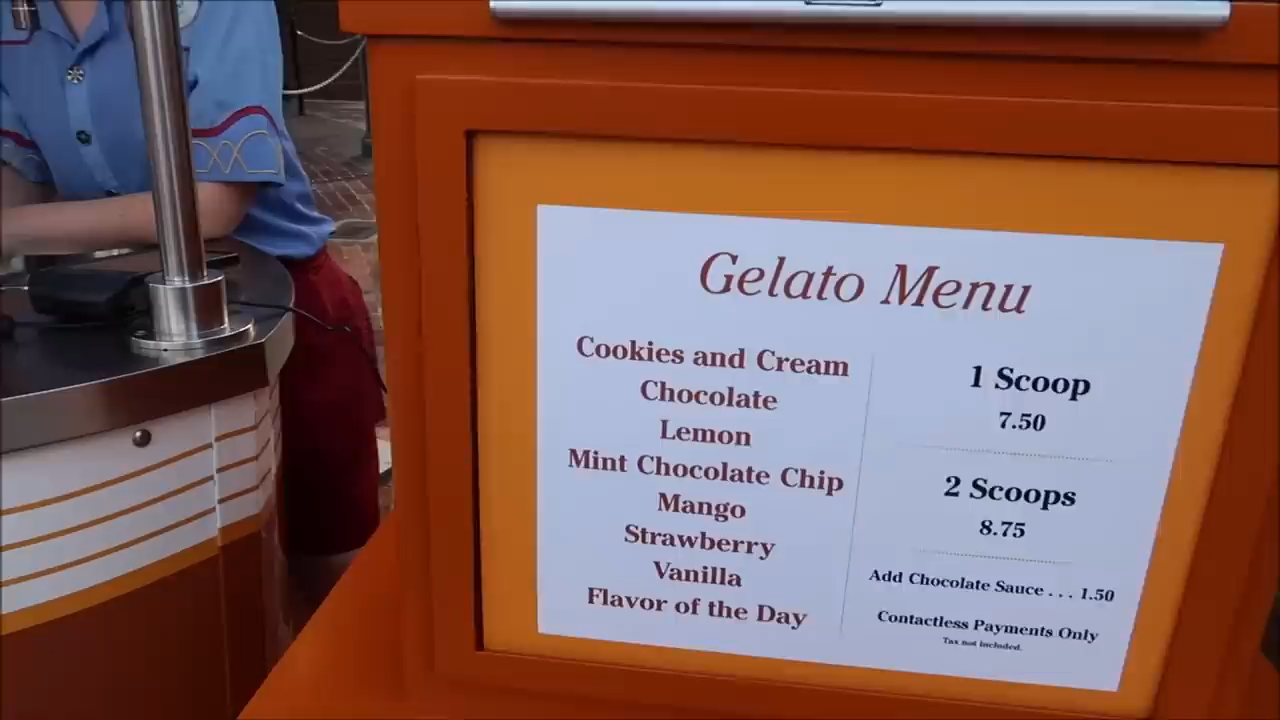 Gelato Menu
Cookies and Cream
Chocolate
Lemon
Mint Chocolate Chip
Mango
Strawberry
Vanilla
Flavor of the Day
1 Scoop
7.50
2 Scoops
8.75
Add Chocolate Sauce . . . 1.50
Contactless Payments Only
Tax not included.